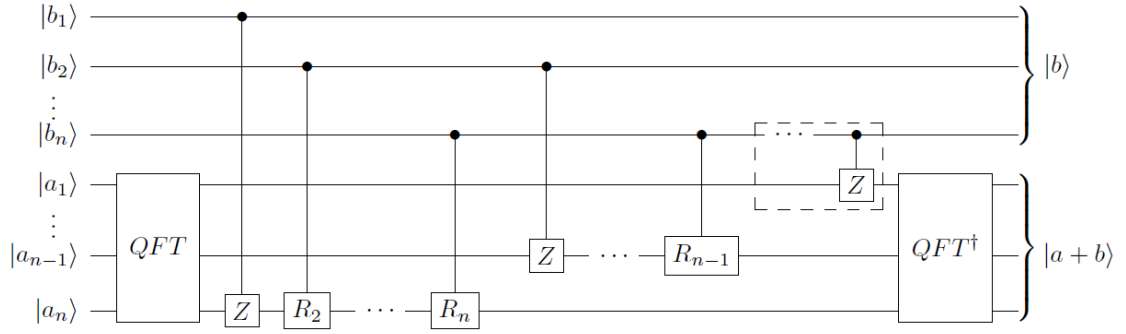 |b₁⟩
|b₂⟩ |b⟩
⋮
|bₙ⟩ ⋯
|a₁⟩ Z
⋮
|aₙ₋₁⟩ QFT Z ⋯ Rₙ₋₁ QFT† |a + b⟩
|aₙ⟩ Z R₂ ⋯ Rₙ